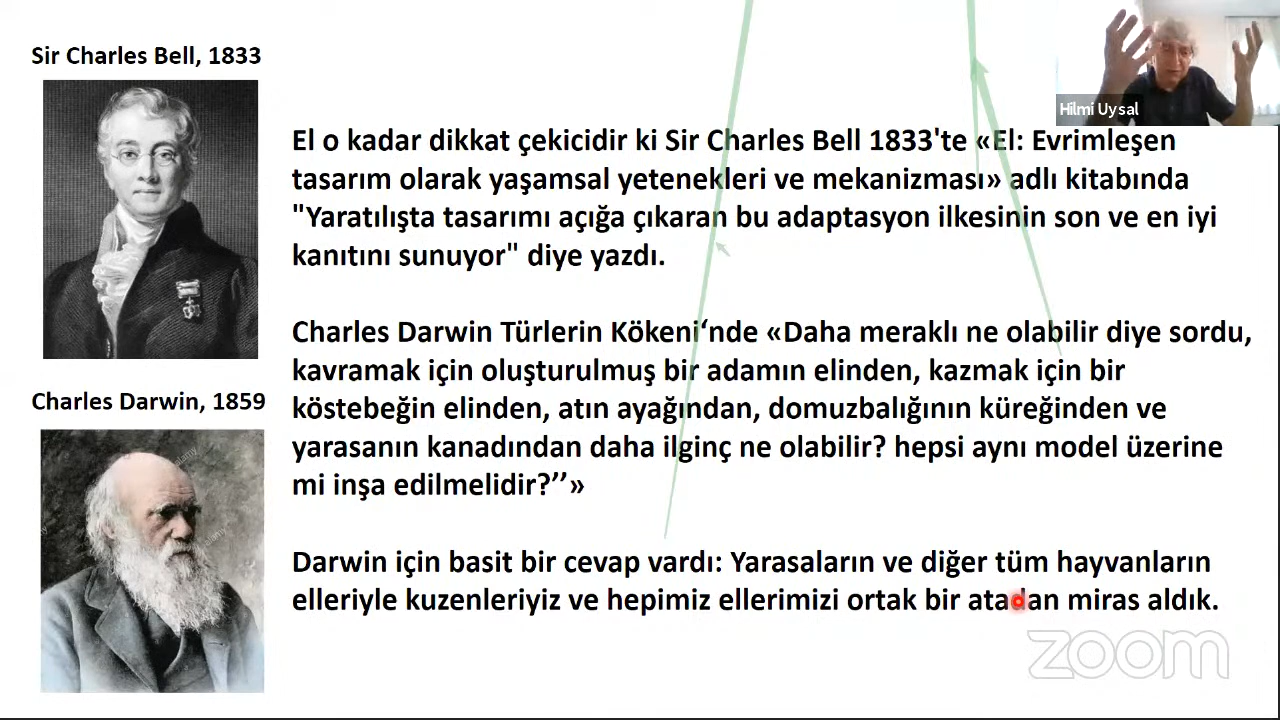 Sir Charles Bell, 1833
Hilmi Uysal
El o kadar dikkat çekicidir ki Sir Charles Bell 1833'te «El: Evrimleşen
tasarım olarak yaşamsal yetenekleri ve mekanizması» adlı kitabında
"Yaratılışta tasarımı açığa çıkaran bu adaptasyon ilkesinin son ve en iyi
kanıtını sunuyor" diye yazdı.
Charles Darwin Türlerin Kökeni‘nde «Daha meraklı ne olabilir diye sordu,
kavramak için oluşturulmuş bir adamın elinden, kazmak için bir
köstebeğin elinden, atın ayağından, domuzbalığının küreğinden ve
yarasanın kanadından daha ilginç ne olabilir? hepsi aynı model üzerine
mi inşa edilmelidir?’’»
Charles Darwin, 1859
alamy
alamy
Darwin için basit bir cevap vardı: Yarasaların ve diğer tüm hayvanların
elleriyle kuzenleriyiz ve hepimiz ellerimizi ortak bir atadan miras aldık.
zoom